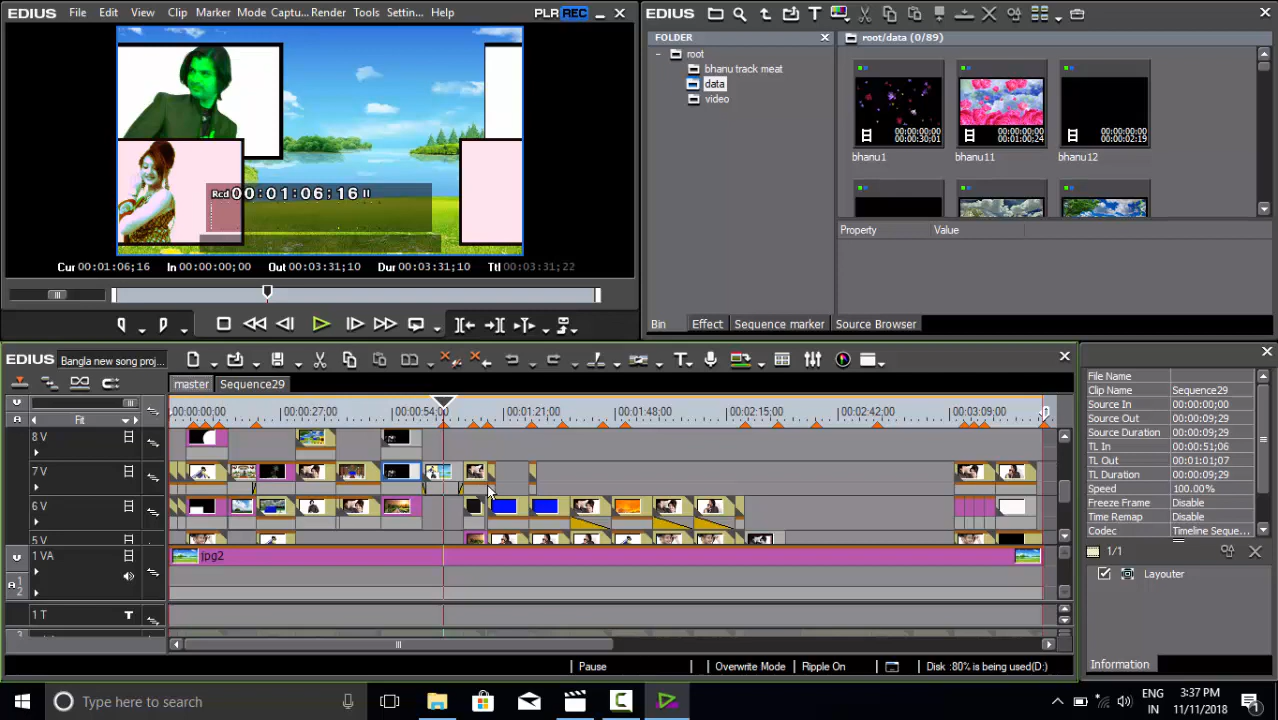 File Edit View Clip Marker Mode Captu... Render Tools Settin... Help PLR REC
Rcd 00:01:06;16
Cur 00:01:06;16 In 00:00:00;00 Out 00:03:31;10 Dur 00:03:31;10 Ttl 00:03:31;22
EDIUS
FOLDER
root
bhanu track meat
data
video
root/data (0/89)
00:00:00;00
00:00:30;01
bhanu1
00:00:00;00
00:01:00;24
bhanu11
00:00:00;00
00:00:02;19
bhanu12
Property Value
Bin Effect Sequence marker Source Browser
EDIUS Bangla new song proj...
master Sequence29
Fit
00:00:00;00 00:00:27;00 00:00:54;00 00:01:21;00 00:01:48;00 00:02:15;00 00:02:42;00 00:03:09;00
8 V
7 V
6 V
5 V
1 VA
jpg2
1 T
Pause Overwrite Mode Ripple On Disk :80% is being used(D:)
File Name
Clip Name Sequence29
Source In 00:00:00;00
Source Out 00:00:09;29
Source Duration 00:00:09;29
TL In 00:00:51;06
TL Out 00:01:01;07
TL Duration 00:00:09;29
Speed 100.00%
Freeze Frame Disable
Time Remap Disable
Codec Timeline Seque...
1/1
Layouter
Information
Type here to search
ENG
IN
3:37 PM
11/11/2018
1